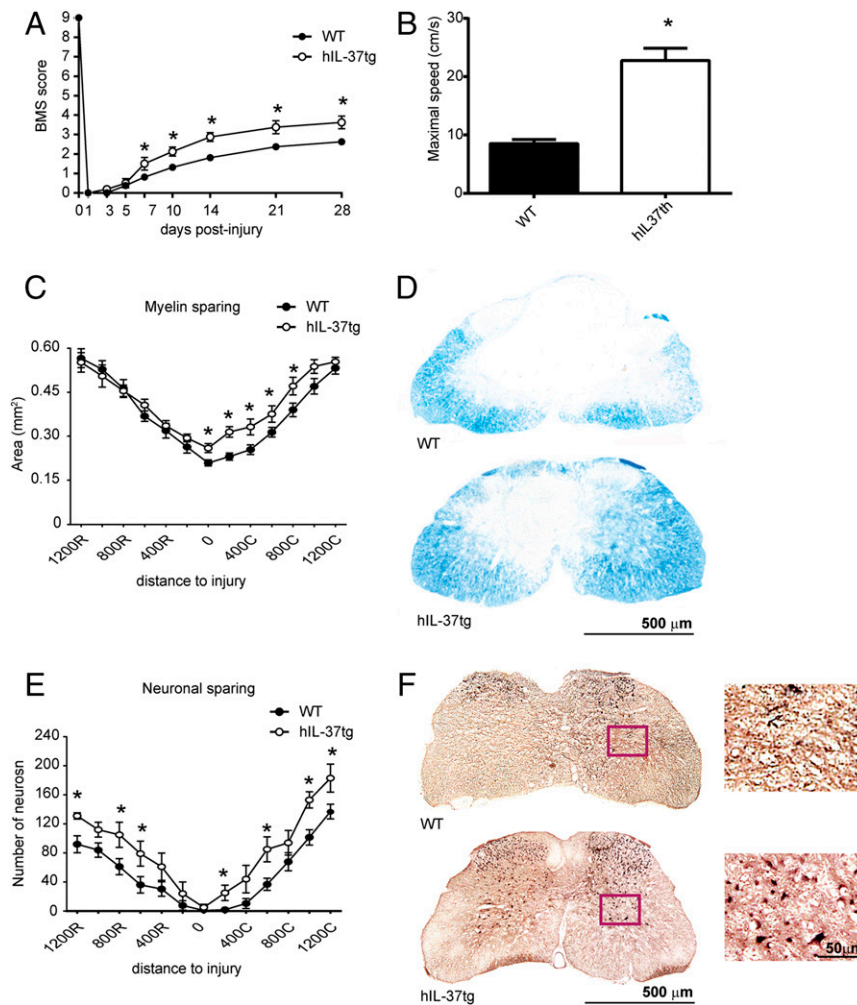 A
WT
hIL-37tg
BMS score
9
8
7
6
5
4
3
2
1
0
* * * * *
01 3 5 7 10 14 21 28
days post-injury
B
Maximal speed (cm/s)
30
20
10
0
*
WT
hIL37th
C
Myelin sparing
WT
hIL-37tg
Area (mm²)
0.60
0.45
0.30
0.15
* * * * *
1200R 800R 400R 0 400C 800C 1200C
distance to injury
D
WT
hIL-37tg
500 µm
E
Neuronal sparing
WT
hIL-37tg
Number of neurosn
240
200
160
120
80
40
0
* * * * * * *
1200R 800R 400R 0 400C 800C 1200C
distance to injury
F
WT
hIL-37tg
500 µm
50µm